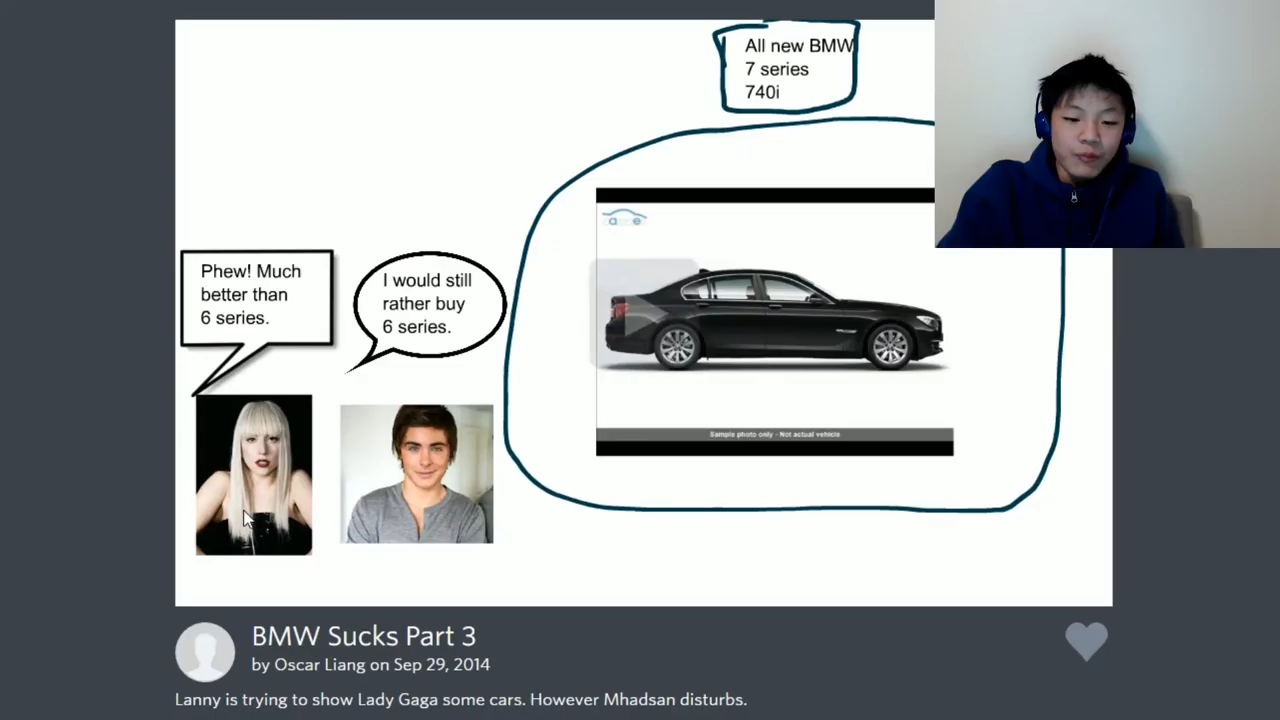 All new BMW
7 series
740i
Phew! Much
better than
6 series.
I would still
rather buy
6 series.
Sample photo only - Not actual vehicle
BMW Sucks Part 3
by Oscar Liang on Sep 29, 2014
Lanny is trying to show Lady Gaga some cars. However Mhadsan disturbs.